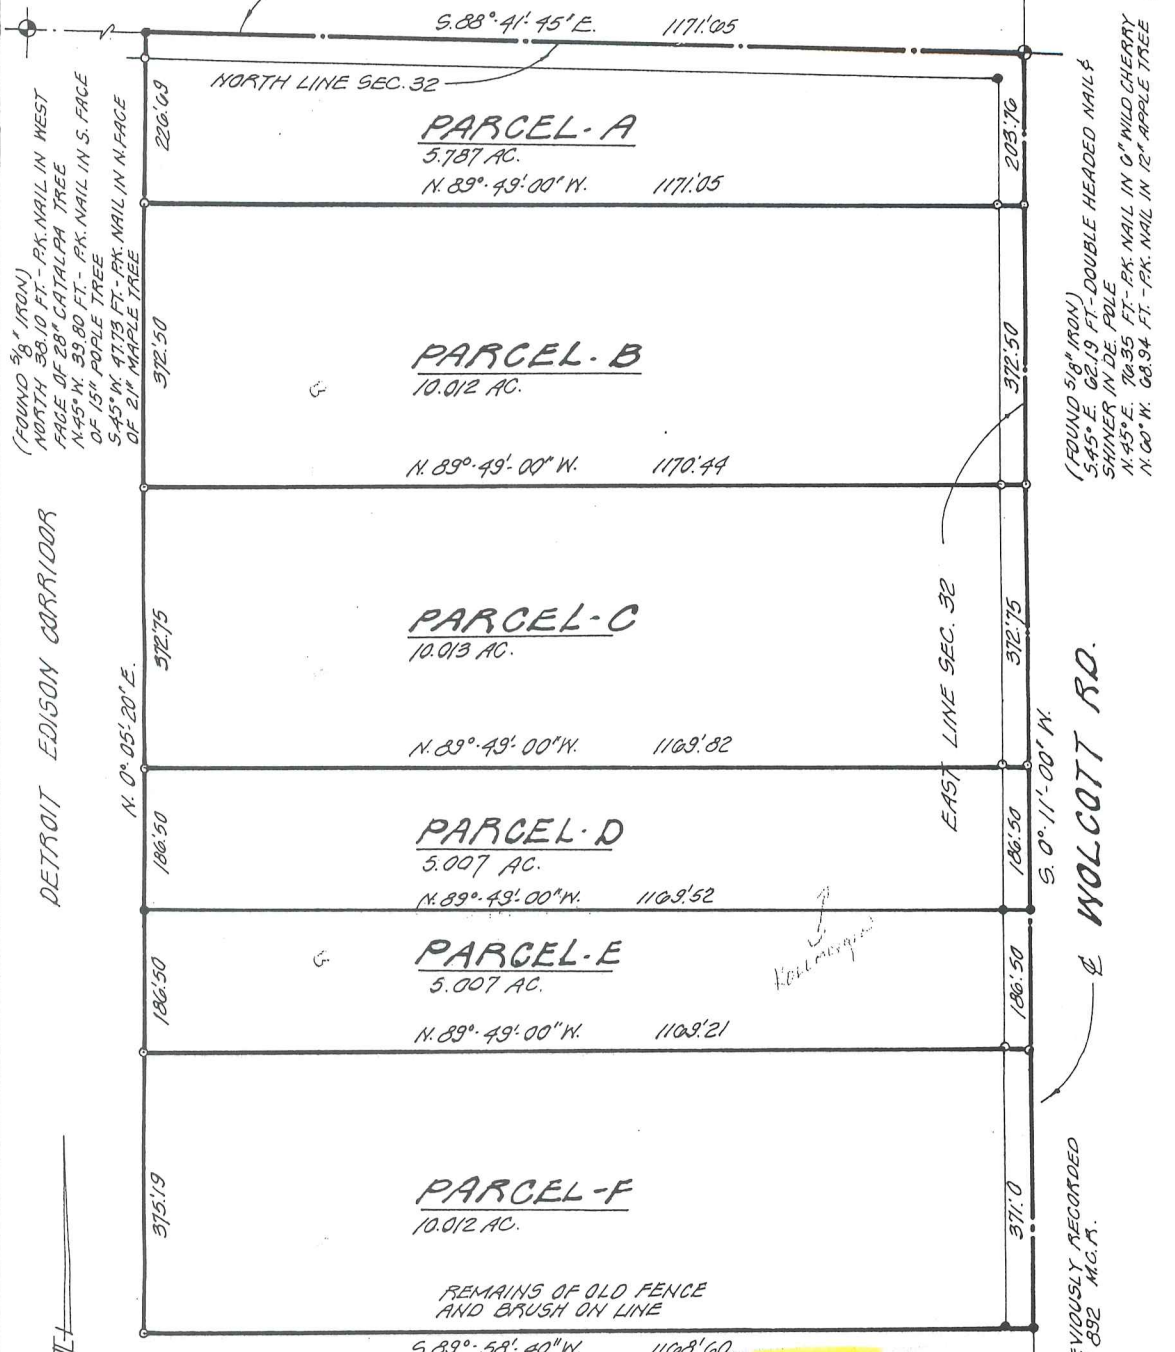 S.88°·41'·45" E. 1171.'65
NORTH LINE SEC. 32
226.'69
PARCEL-A
5.787 AC.
N. 89°·49'·00" W. 1171.'05
203.'76
372.'50
PARCEL-B
10.012 AC.
N. 89°·49'·00" W. 1170.'44
372.'50
372.'75
PARCEL-C
10.013 AC.
N. 89°·49'·00" W. 1169.'82
372.'75
EAST LINE SEC. 32
186.'50
PARCEL-D
5.007 AC.
N. 89°·49'·00" W. 1169.'52
186.'50
186.'50
PARCEL-E
5.007 AC.
N. 89°·49'·00" W. 1169.'21
186.'50
375.'19
PARCEL-F
10.012 AC.
371.'0
REMAINS OF OLD FENCE
AND BRUSH ON LINE
S.89°·58'·40" W. 1168.'60
(FOUND 5/8" IRON)
NORTH 38.10 FT. - P.K. NAIL IN WEST
FACE OF 28" CATALPA TREE
N.45° W. 39.80 FT. - P.K. NAIL IN S. FACE
OF 15" POPLE TREE
S.45° W. 47.73 FT. - P.K. NAIL IN N. FACE
OF 21" MAPLE TREE
DETROIT EDISON CORRIDOR
N. 0°·05'·20" E.
(FOUND 5/8" IRON)
S.45° E. 62.19 FT. - DOUBLE HEADED NAIL &
SHINER IN D.E. POLE
N.45° E. 76.35 FT. - P.K. NAIL IN 6" WILD CHERRY
N.60° W. 68.94 FT. - P.K. NAIL IN 12" APPLE TREE
S. 0°·11'·00" W.
℄ WOLCOTT RD.
EVIOUSLY RECORDED
892 M.C.R.